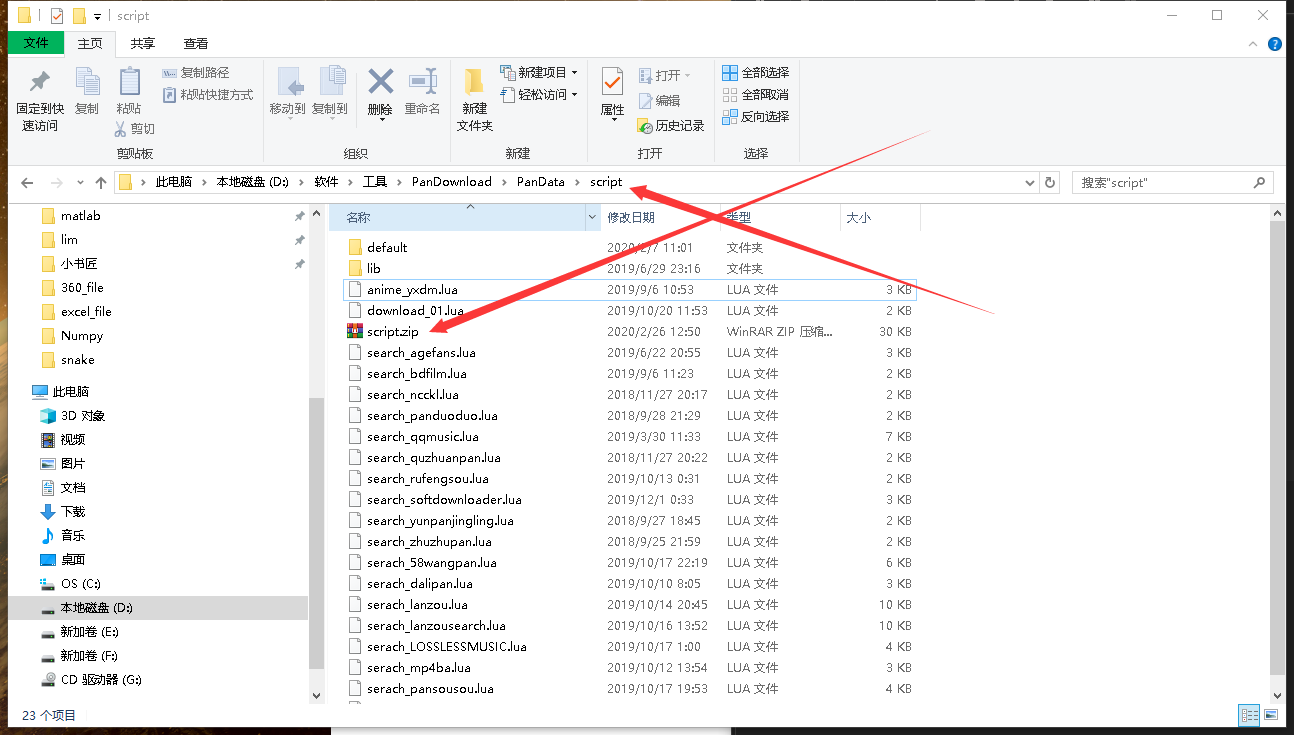 script
文件 主页 共享 查看
固定到快速访问
复制
粘贴
复制路径
粘贴快捷方式
剪切
剪贴板
移动到
复制到
删除
重命名
组织
新建文件夹
新建项目
轻松访问
新建
属性
打开
编辑
历史记录
打开
全部选择
全部取消
反向选择
选择
此电脑 本地磁盘 (D:) 软件 工具 PanDownload PanData script
搜索"script"
matlab
lim
小书匠
360_file
excel_file
Numpy
snake
此电脑
3D 对象
视频
图片
文档
下载
音乐
桌面
OS (C:)
本地磁盘 (D:)
新加卷 (E:)
新加卷 (F:)
CD 驱动器 (G:)
名称 修改日期 类型 大小
default 2020/2/7 11:01 文件夹
lib 2019/6/29 23:16 文件夹
anime_yxdm.lua 2019/9/6 10:53 LUA 文件 3 KB
download_01.lua 2019/10/20 11:53 LUA 文件 2 KB
script.zip 2020/2/26 12:50 WinRAR ZIP 压缩... 30 KB
search_agefans.lua 2019/6/22 20:55 LUA 文件 3 KB
search_bdfilm.lua 2019/9/6 11:23 LUA 文件 2 KB
search_ncckl.lua 2018/11/27 20:17 LUA 文件 2 KB
search_panduoduo.lua 2018/9/28 21:29 LUA 文件 2 KB
search_qqmusic.lua 2019/3/30 11:33 LUA 文件 7 KB
search_quzhuanpan.lua 2018/11/27 20:22 LUA 文件 2 KB
search_rufengsou.lua 2019/10/13 0:31 LUA 文件 2 KB
search_softdownloader.lua 2019/12/1 0:33 LUA 文件 3 KB
search_yunpanjingling.lua 2018/9/27 18:45 LUA 文件 2 KB
search_zhuzhupan.lua 2018/9/25 21:59 LUA 文件 2 KB
serach_58wangpan.lua 2019/10/17 22:19 LUA 文件 6 KB
serach_dalipan.lua 2019/10/10 8:05 LUA 文件 3 KB
serach_lanzou.lua 2019/10/14 20:45 LUA 文件 10 KB
serach_lanzousearch.lua 2019/10/16 13:52 LUA 文件 10 KB
serach_LOSSLESSMUSIC.lua 2019/10/17 1:00 LUA 文件 4 KB
serach_mp4ba.lua 2019/10/12 13:54 LUA 文件 3 KB
serach_pansousou.lua 2019/10/17 19:53 LUA 文件 4 KB
23 个项目